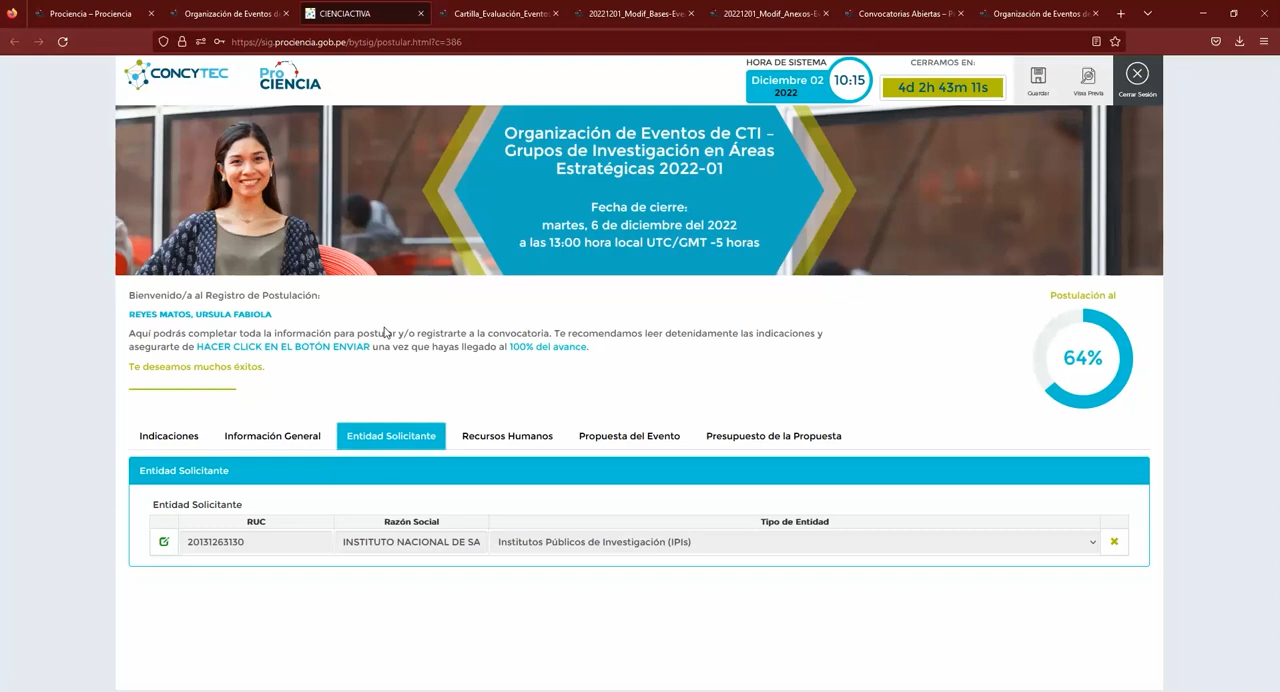 Prociencia – Prociencia
Organización de Eventos d
CIENCIACTIVA
Cartilla_Evaluación_Evento
20221201_Modif_Bases-Eve
20221201_Modif_Anexos-E
Convocatorias Abiertas – P
Organización de Eventos de
https://sig.prociencia.gob.pe/bytsig/postular.html?c=386
CONCYTEC
Pro
CIENCIA
HORA DE SISTEMA
Diciembre 02
2022
10:15
CERRAMOS EN:
4d 2h 43m 11s
Guardar
Vista Previa
Cerrar Sesión
Organización de Eventos de CTI –
Grupos de Investigación en Áreas
Estratégicas 2022-01
Fecha de cierre:
martes, 6 de diciembre del 2022
a las 13:00 hora local UTC/GMT -5 horas
Bienvenido/a al Registro de Postulación:
REYES MATOS, URSULA FABIOLA
Aquí podrás completar toda la información para postular y/o registrarte a la convocatoria. Te recomendamos leer detenidamente las indicaciones y
asegurarte de HACER CLICK EN EL BOTÓN ENVIAR una vez que hayas llegado al 100% del avance.
Te deseamos muchos éxitos.
Postulación al
64%
Indicaciones
Información General
Entidad Solicitante
Recursos Humanos
Propuesta del Evento
Presupuesto de la Propuesta
Entidad Solicitante
Entidad Solicitante
RUC
Razón Social
Tipo de Entidad
20131263130
INSTITUTO NACIONAL DE SA
Institutos Públicos de Investigación (IPIs)